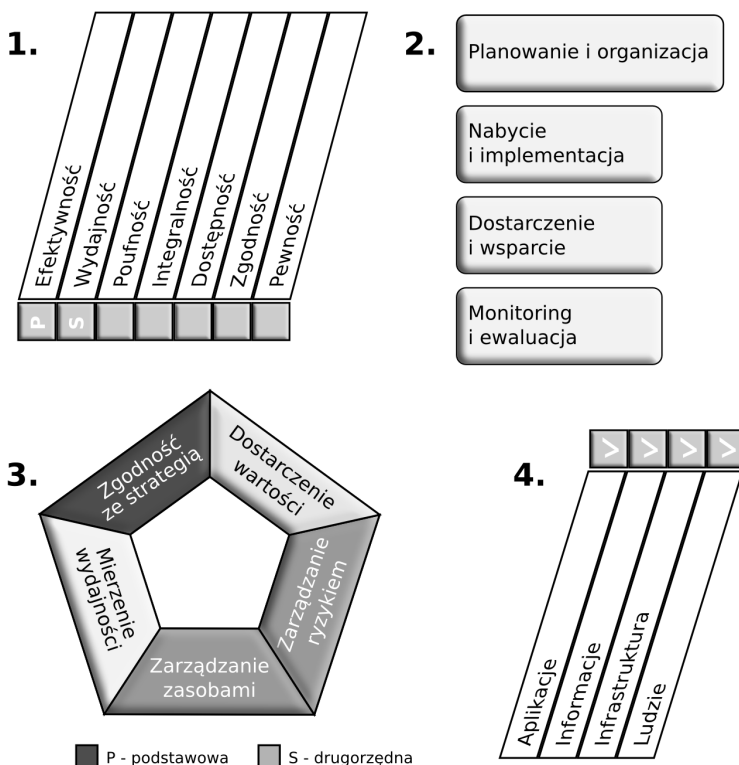 1.
Efektywność
Wydajność
Poufność
Integralność
Dostępność
Zgodność
Pewność
P
S
2.
Planowanie i organizacja
Nabycie
i implementacja
Dostarczenie
i wsparcie
Monitoring
i ewaluacja
3.
Zgodność
ze strategią
Dostarczenie
wartości
Mierzenie
wydajności
Zarządzanie
ryzykiem
Zarządzanie
zasobami
P - podstawowa
S - drugorzędna
4.
Aplikacje
Informacje
Infrastruktura
Ludzie